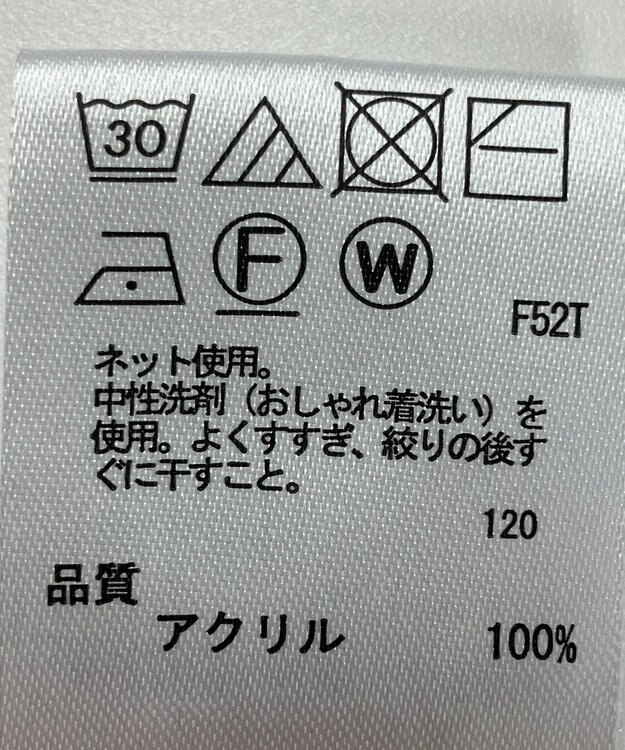 30
F W
F52T
ネット使用。
中性洗剤（おしゃれ着洗い）を
使用。よくすすぎ、絞りの後す
ぐに干すこと。
120
品質
アクリル 100%